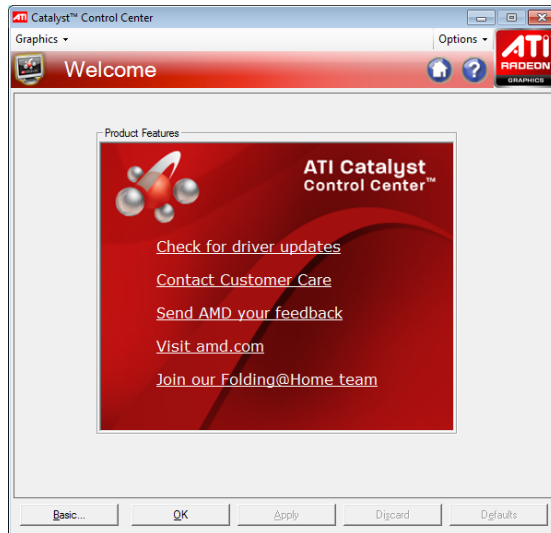 ATI Catalyst™ Control Center
Graphics Options
ATI
RADEON
GRAPHICS
Welcome
?
Product Features
ATI Catalyst
Control Center™
Check for driver updates
Contact Customer Care
Send AMD your feedback
Visit amd.com
Join our Folding@Home team
Basic... OK Apply Discard Defaults